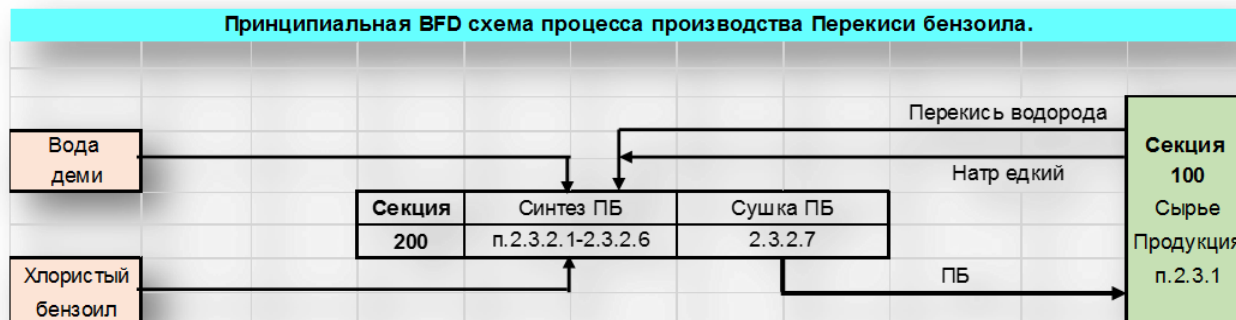 Принципиальная BFD схема процесса производства Перекиси бензоила.
Перекись водорода
Вода
деми
Секция
100
Сырье
Продукция
п.2.3.1
Натр едкий
Секция
200
Синтез ПБ
п.2.3.2.1-2.3.2.6
Сушка ПБ
2.3.2.7
Хлористый
бензоил
ПБ